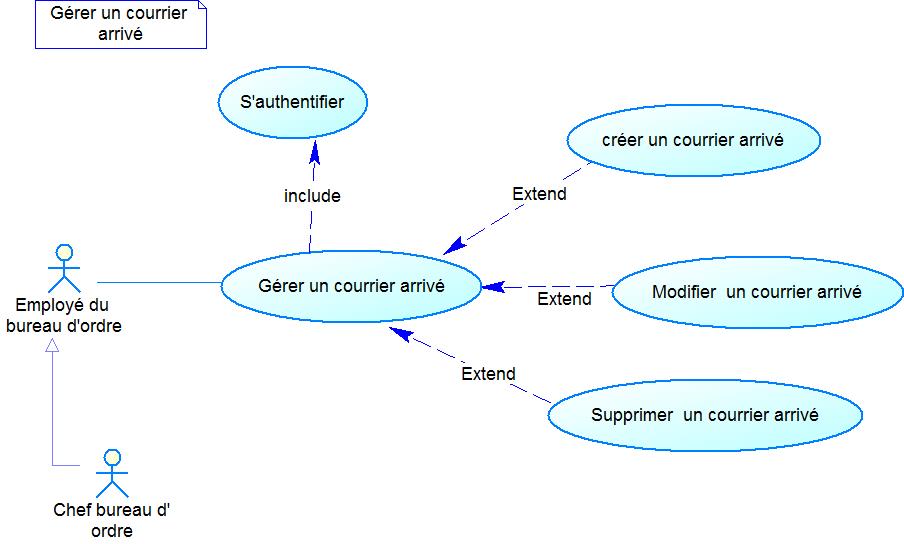 Gérer un courrier
arrivé
S'authentifier
créer un courrier arrivé
include
Extend
Gérer un courrier arrivé
Modifier un courrier arrivé
Extend
Employé du
bureau d'ordre
Extend
Supprimer un courrier arrivé
Chef bureau d'
ordre